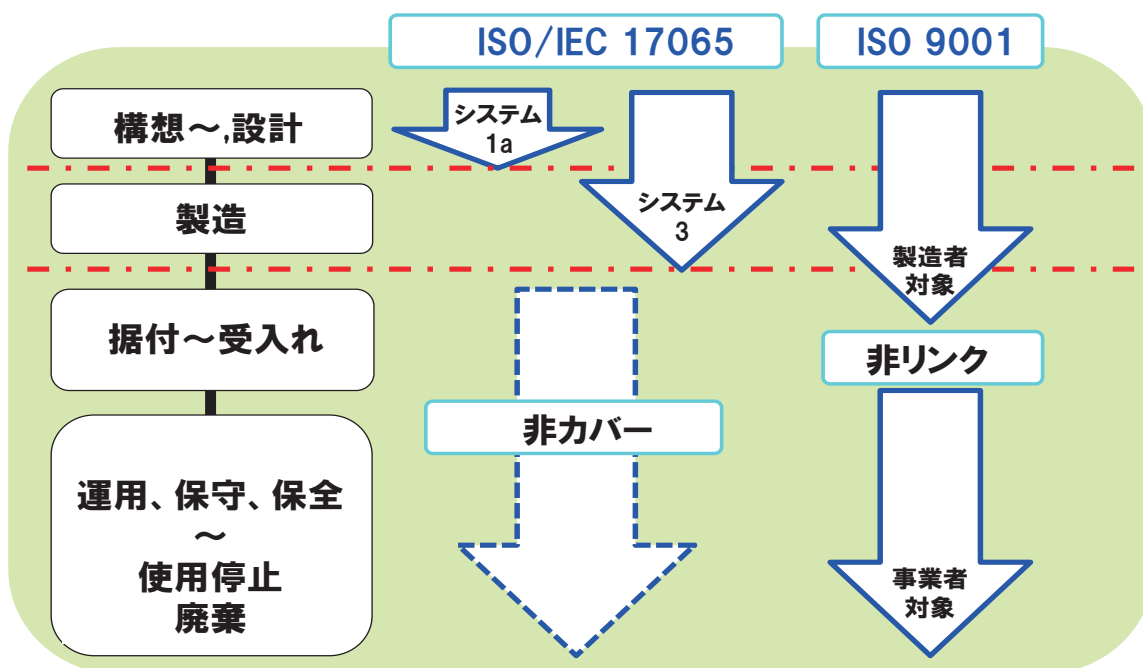 ISO/IEC 17065
ISO 9001
構想～,設計
システム
1a
製造
システム
3
製造者
対象
据付～受入れ
非リンク
非カバー
運用、保守、保全
～
使用停止
廃棄
事業者
対象